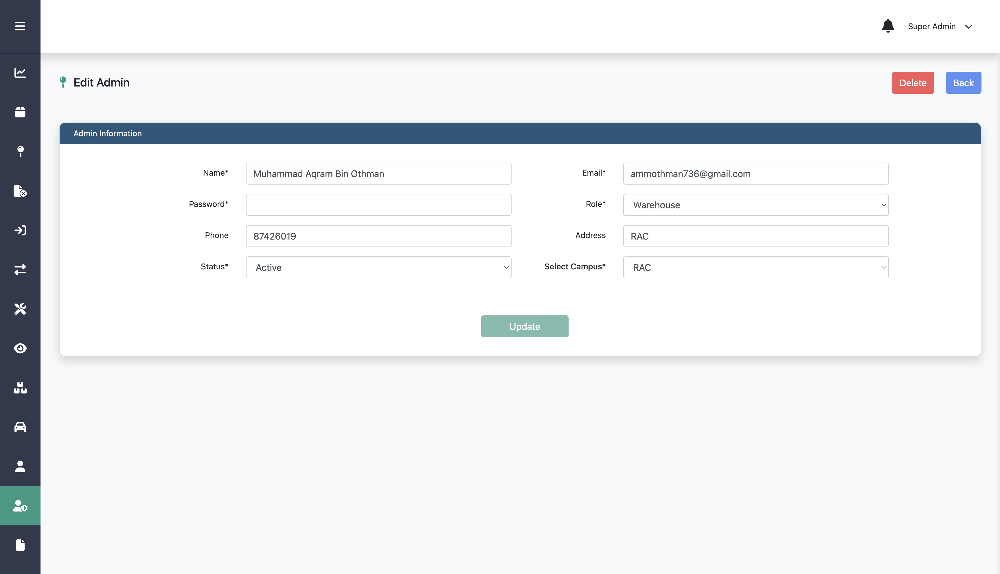 Super Admin
Edit Admin
Delete
Back
Admin Information
Name*
Muhammad Aqram Bin Othman
Email*
ammothman736@gmail.com
Password*
Role*
Warehouse
Phone
87426019
Address
RAC
Status*
Active
Select Campus*
RAC
Update